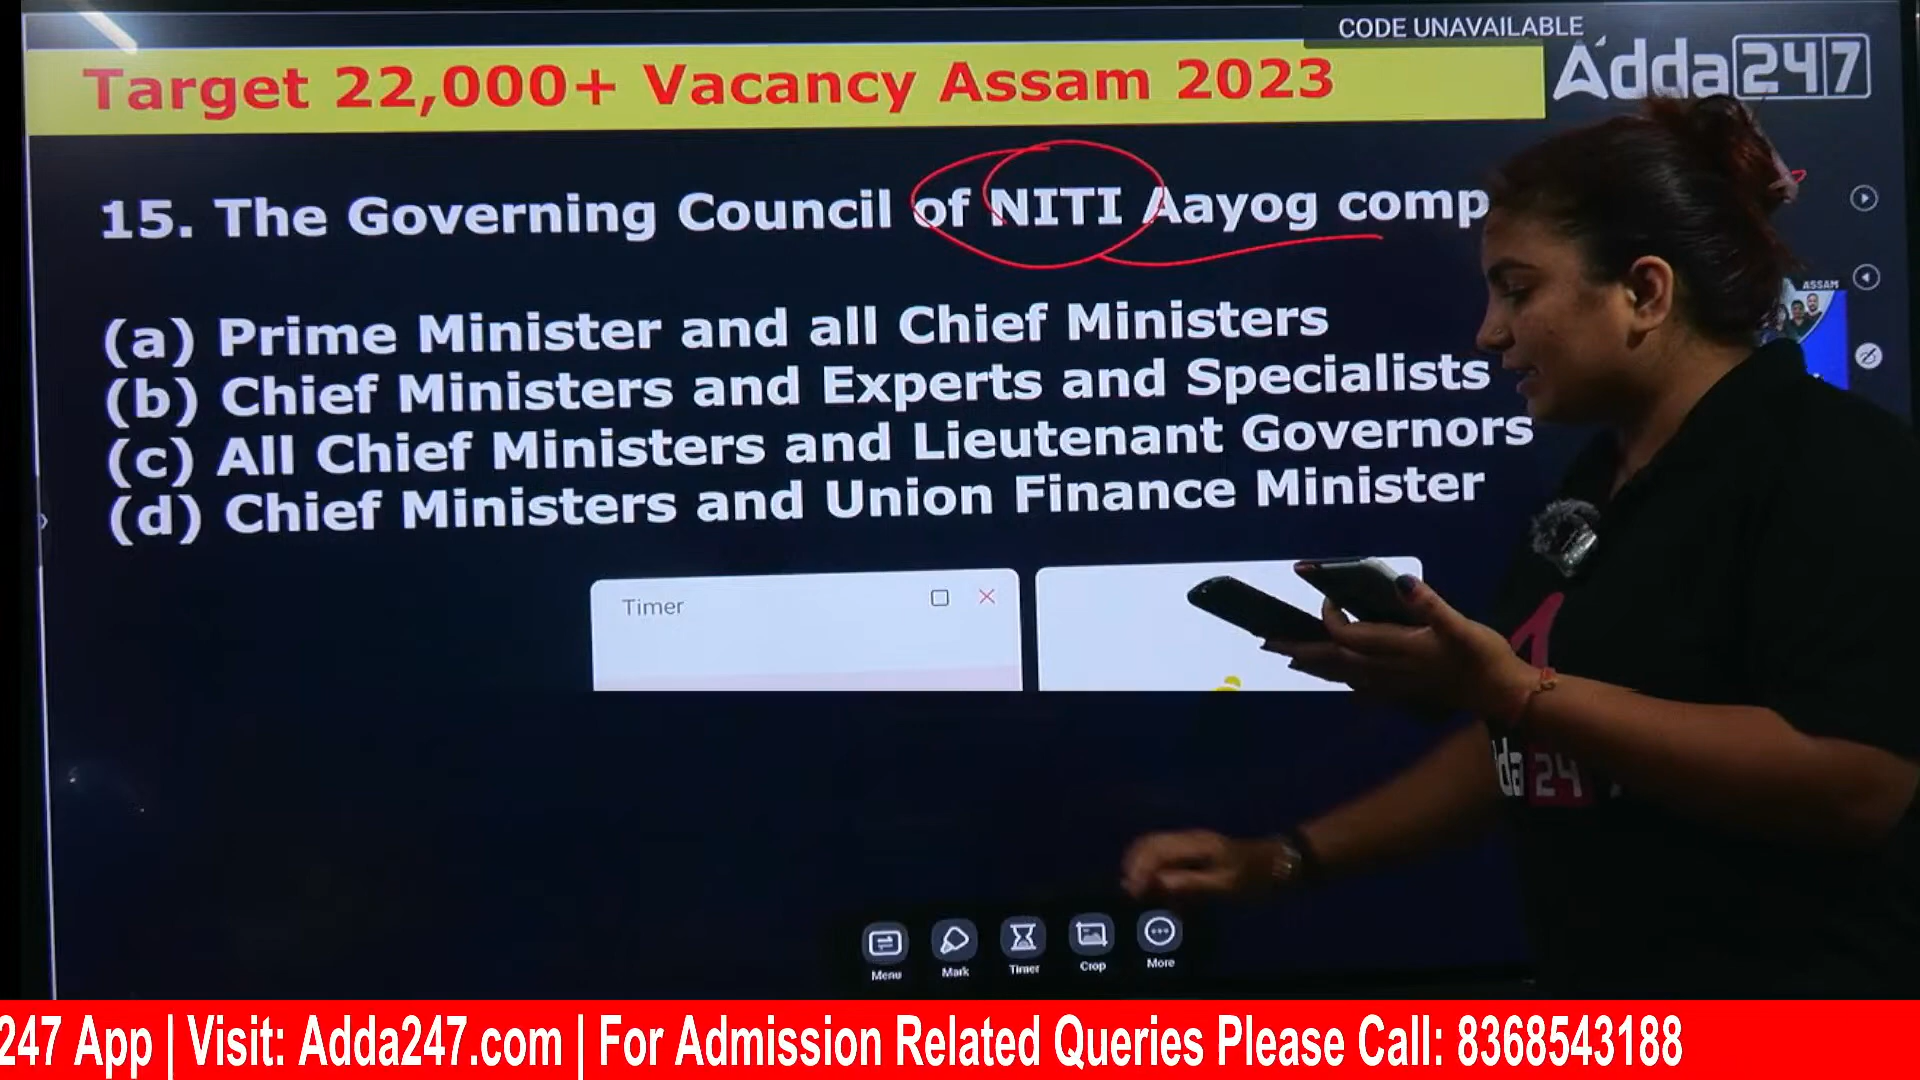 CODE UNAVAILABLE
Adda247
Target 22,000+ Vacancy Assam 2023
15. The Governing Council of NITI Aayog comp
ASSAM
(a) Prime Minister and all Chief Ministers
(b) Chief Ministers and Experts and Specialists
(c) All Chief Ministers and Lieutenant Governors
(d) Chief Ministers and Union Finance Minister
Timer
da 24
Menu Mark Timer Crop More
247 App | Visit: Adda247.com | For Admission Related Queries Please Call: 8368543188